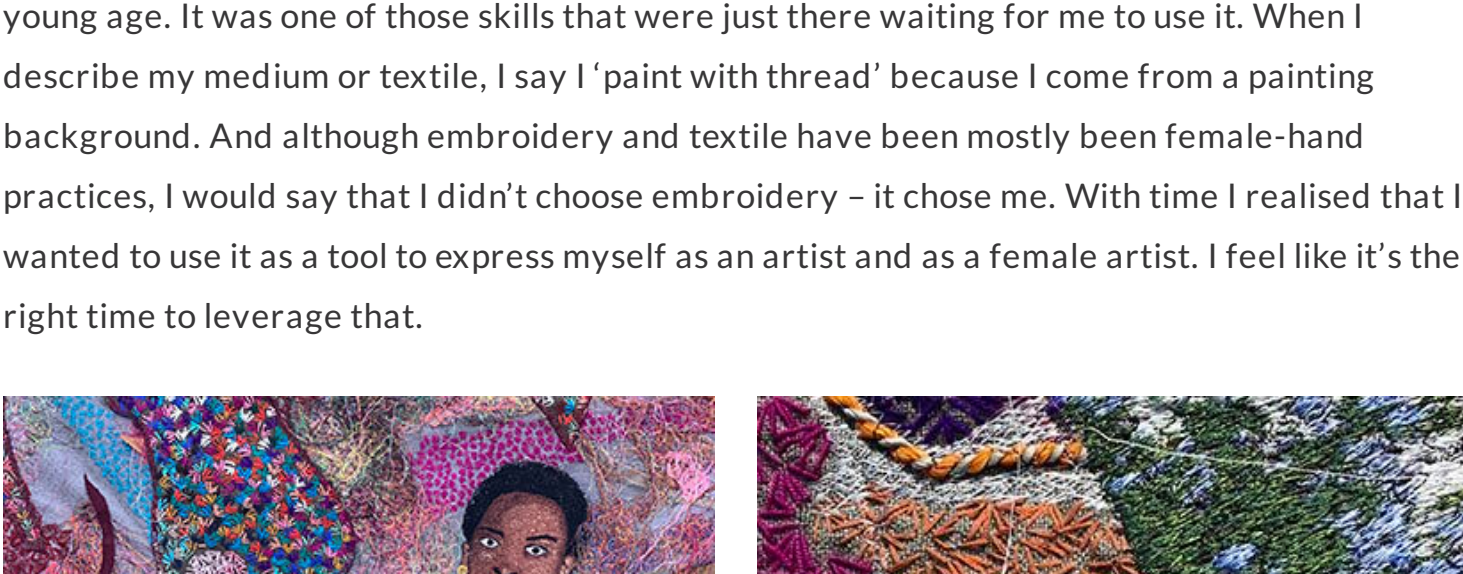 young age. It was one of those skills that were just there waiting for me to use it. When I
describe my medium or textile, I say I ‘paint with thread’ because I come from a painting
background. And although embroidery and textile have been mostly been female-hand
practices, I would say that I didn’t choose embroidery – it chose me. With time I realised that I
wanted to use it as a tool to express myself as an artist and as a female artist. I feel like it’s the
right time to leverage that.